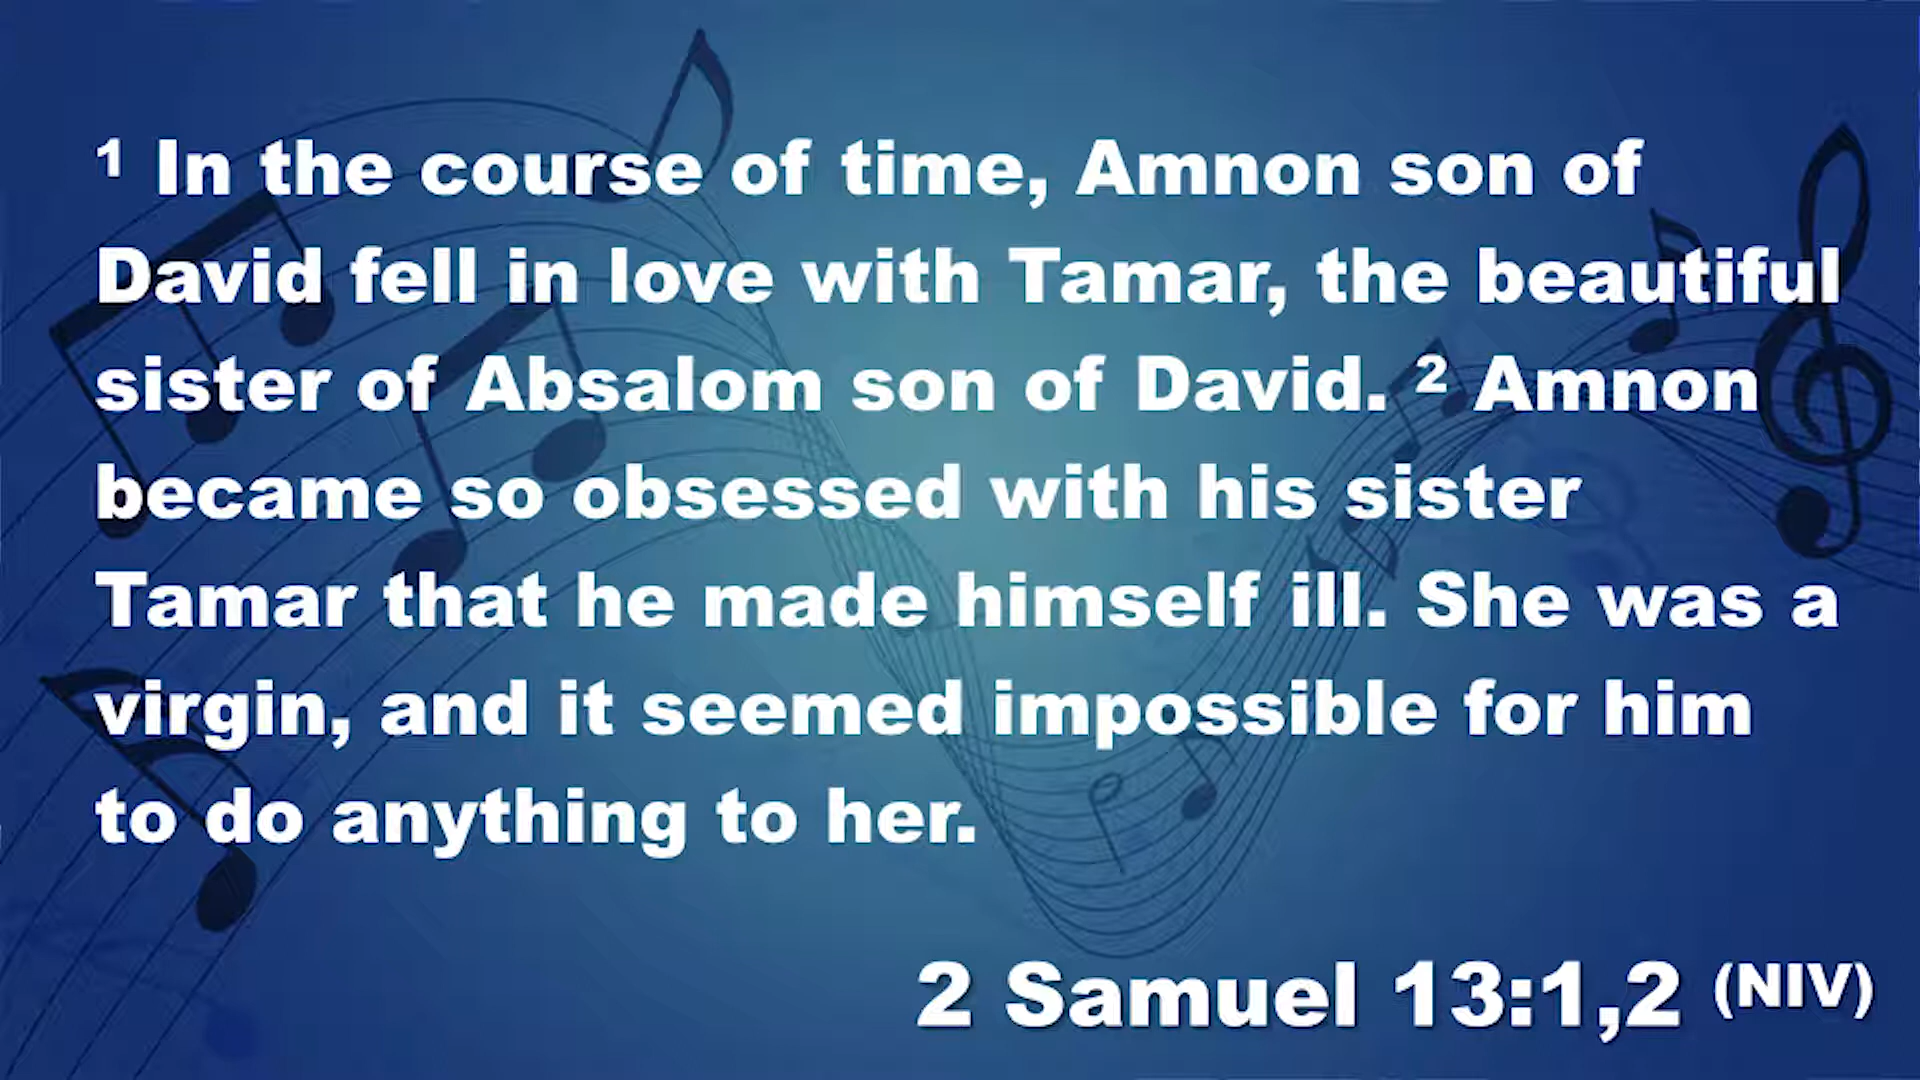 ¹ In the course of time, Amnon son of
David fell in love with Tamar, the beautiful
sister of Absalom son of David. ² Amnon
became so obsessed with his sister
Tamar that he made himself ill. She was a
virgin, and it seemed impossible for him
to do anything to her.
2 Samuel 13:1,2 (NIV)